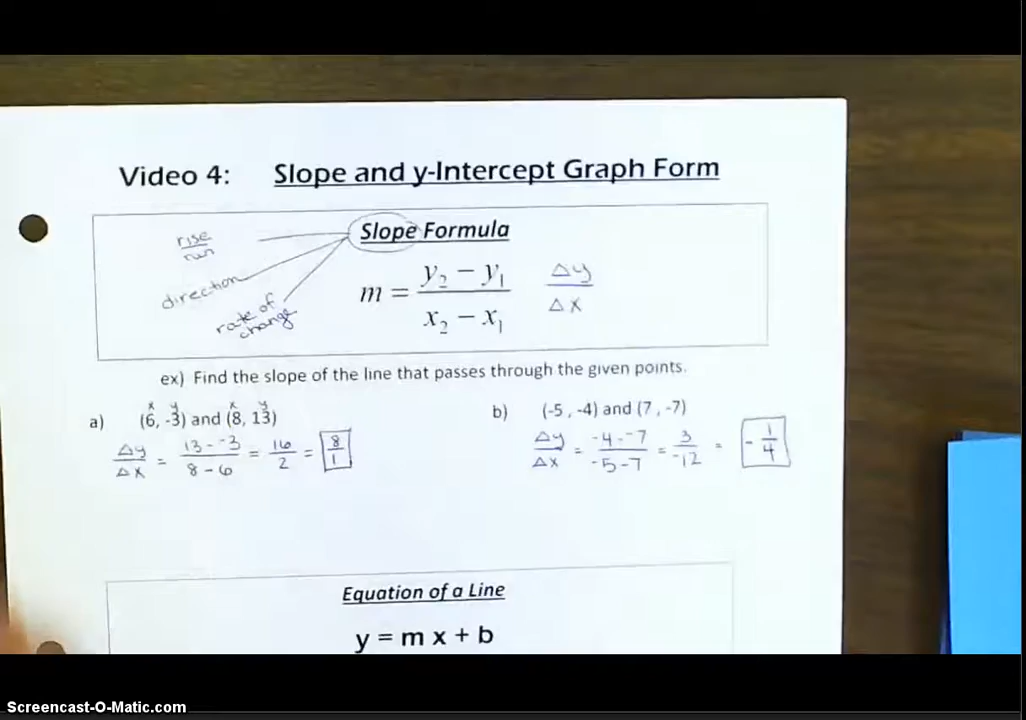 Video 4: Slope and y-Intercept Graph Form
Slope Formula
rise
run
direction
rate of
change
m = y₂ − y₁ / x₂ − x₁
Δy / Δx
ex) Find the slope of the line that passes through the given points.
x y x y
a) (6, -3) and (8, 13)
Δy / Δx = 13 - -3 / 8 - 6 = 16 / 2 = 8 / 1
b) (-5 , -4) and (7 , -7)
Δy / Δx = -4 - -7 / -5 - 7 = 3 / -12 = - 1 / 4
Equation of a Line
y = m x + b
Screencast-O-Matic.com